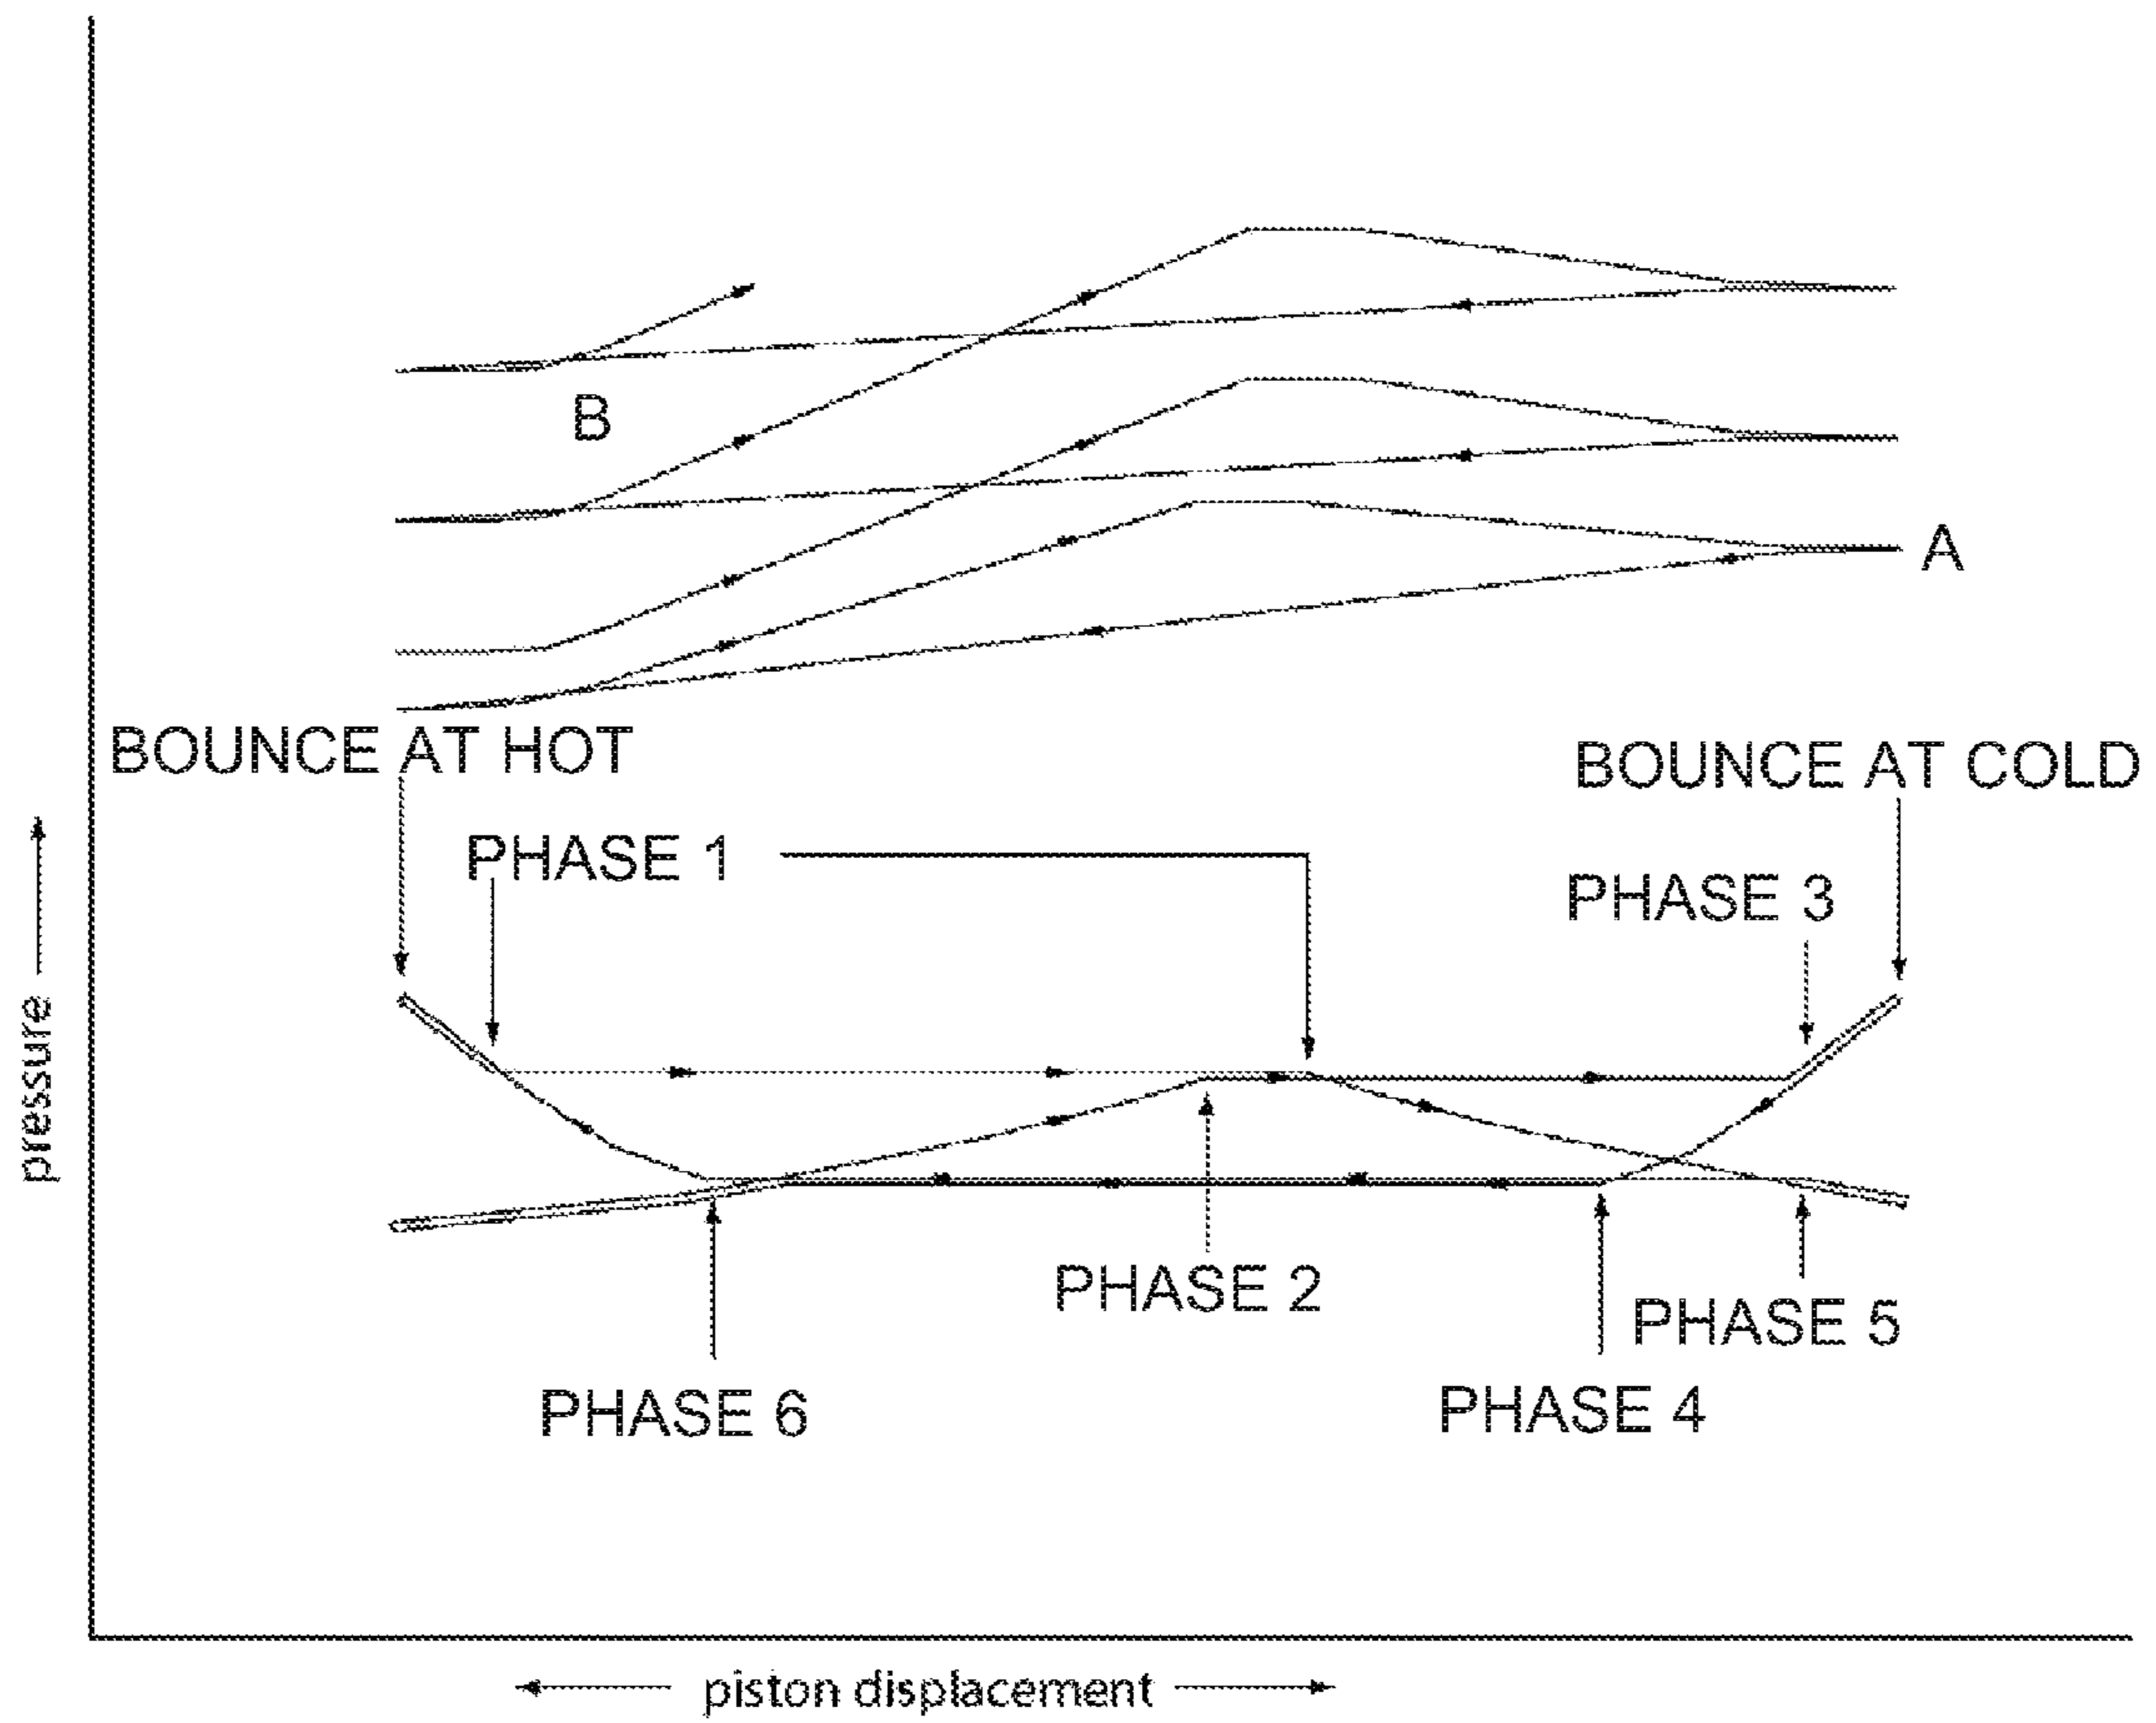 B
A
BOUNCE AT HOT
BOUNCE AT COLD
PHASE 1
PHASE 3
pressure
PHASE 2
PHASE 5
PHASE 6
PHASE 4
piston displacement